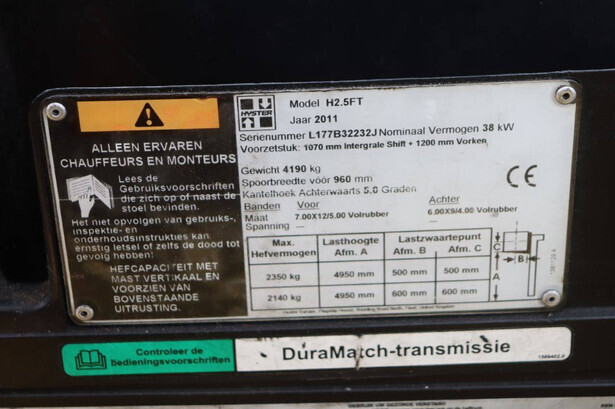 HYSTER
Model H2.5FT
Jaar 2011
Serienummer L177B32232J Nominaal Vermogen 38 kW
Voorzetstuk: 1070 mm Intergrale Shift + 1200 mm Vorken
Gewicht 4190 kg
Spoorbreedte vóór 960 mm
Kantelhoek Achterwaarts 5.0 Graden
Banden Voor Achter
Maat 7.00X12/5.00 Volrubber 6.00X9/4.00 Volrubber
Spanning — —
CE
ALLEEN ERVAREN
CHAUFFEURS EN MONTEURS
Lees de
Gebruiksvoorschriften
die zich op of naast de
stoel bevinden.
Het niet opvolgen van gebruiks-,
inspektie- en
onderhoudsinstrukties kan
ernstig letsel of zelfs de dood tot
gevolg hebben:
HEFCAPACITEIT MET
MAST VERTIKAAL EN
VOORZIEN VAN
BOVENSTAANDE
UITRUSTING.
Max. Hefvermogen Lasthoogte Afm. A Lastzwaartepunt Afm. B Afm. C
2350 kg 4950 mm 500 mm 500 mm
2140 kg 4950 mm 600 mm 600 mm
C
B
A
Controleer de
bedieningsvoorschriften
DuraMatch-transmissie